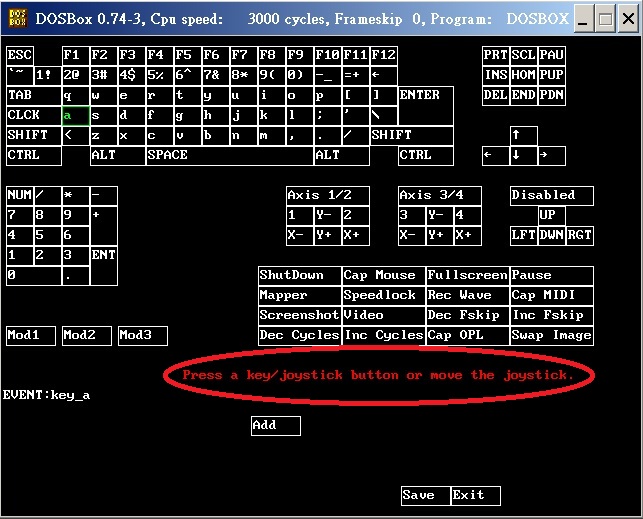 DOS BOX
DOSBox 0.74-3, Cpu speed: 3000 cycles, Frameskip 0, Program: DOSBOX
ESC F1 F2 F3 F4 F5 F6 F7 F8 F9 F10 F11 F12 PRT SCL PAU
`~ 1! 2@ 3# 4$ 5% 6^ 7& 8* 9( 0) -_ =+ ← INS HOM PUP
TAB q w e r t y u i o p [ ] ENTER DEL END PDN
CLCK a s d f g h j k l ; ' \
SHIFT < z x c v b n m , . / SHIFT ↑
CTRL ALT SPACE ALT CTRL ← ↓ →
NUM / * - Axis 1/2 Axis 3/4 Disabled
7 8 9 + 1 Y- 2 3 Y- 4 UP
4 5 6 X- Y+ X+ X- Y+ X+ LFT DWN RGT
1 2 3 ENT
0 .
ShutDown Cap Mouse Fullscreen Pause
Mapper Speedlock Rec Wave Cap MIDI
Screenshot Video Dec Fskip Inc Fskip
Mod1 Mod2 Mod3 Dec Cycles Inc Cycles Cap OPL Swap Image
Press a key/joystick button or move the joystick.
EVENT:key_a
Add
Save Exit